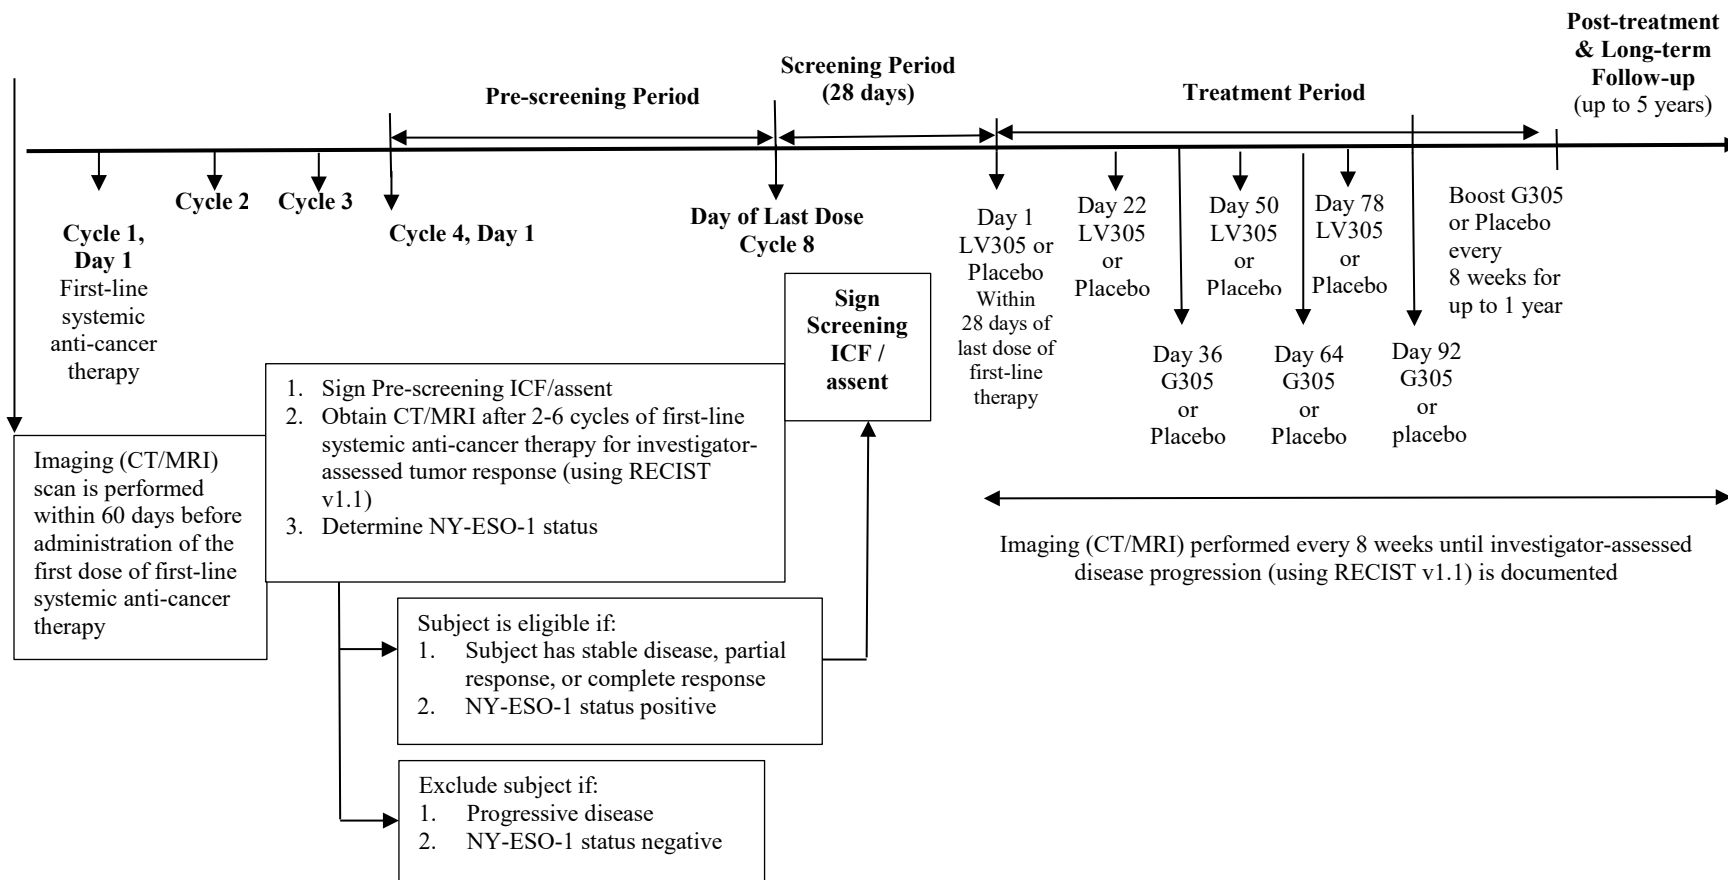 Post-treatment
& Long-term
Follow-up
(up to 5 years)
Screening Period
(28 days)
Pre-screening Period
Treatment Period
Cycle 1,
Day 1
First-line
systemic
anti-cancer
therapy
Cycle 2
Cycle 3
Cycle 4, Day 1
Day of Last Dose
Cycle 8
Day 1
LV305 or
Placebo
Within
28 days of
last dose of
first-line
therapy
Day 22
LV305
or
Placebo
Day 36
G305
or
Placebo
Day 50
LV305
or
Placebo
Day 64
G305
or
Placebo
Day 78
LV305
or
Placebo
Day 92
G305
or
placebo
Boost G305
or Placebo
every
8 weeks for
up to 1 year
Sign
Screening
ICF /
assent
Imaging (CT/MRI)
scan is performed
within 60 days before
administration of the
first dose of first-line
systemic anti-cancer
therapy
1. Sign Pre-screening ICF/assent
2. Obtain CT/MRI after 2-6 cycles of first-line
systemic anti-cancer therapy for investigator-
assessed tumor response (using RECIST
v1.1)
3. Determine NY-ESO-1 status
Imaging (CT/MRI) performed every 8 weeks until investigator-assessed
disease progression (using RECIST v1.1) is documented
Subject is eligible if:
1. Subject has stable disease, partial
response, or complete response
2. NY-ESO-1 status positive
Exclude subject if:
1. Progressive disease
2. NY-ESO-1 status negative